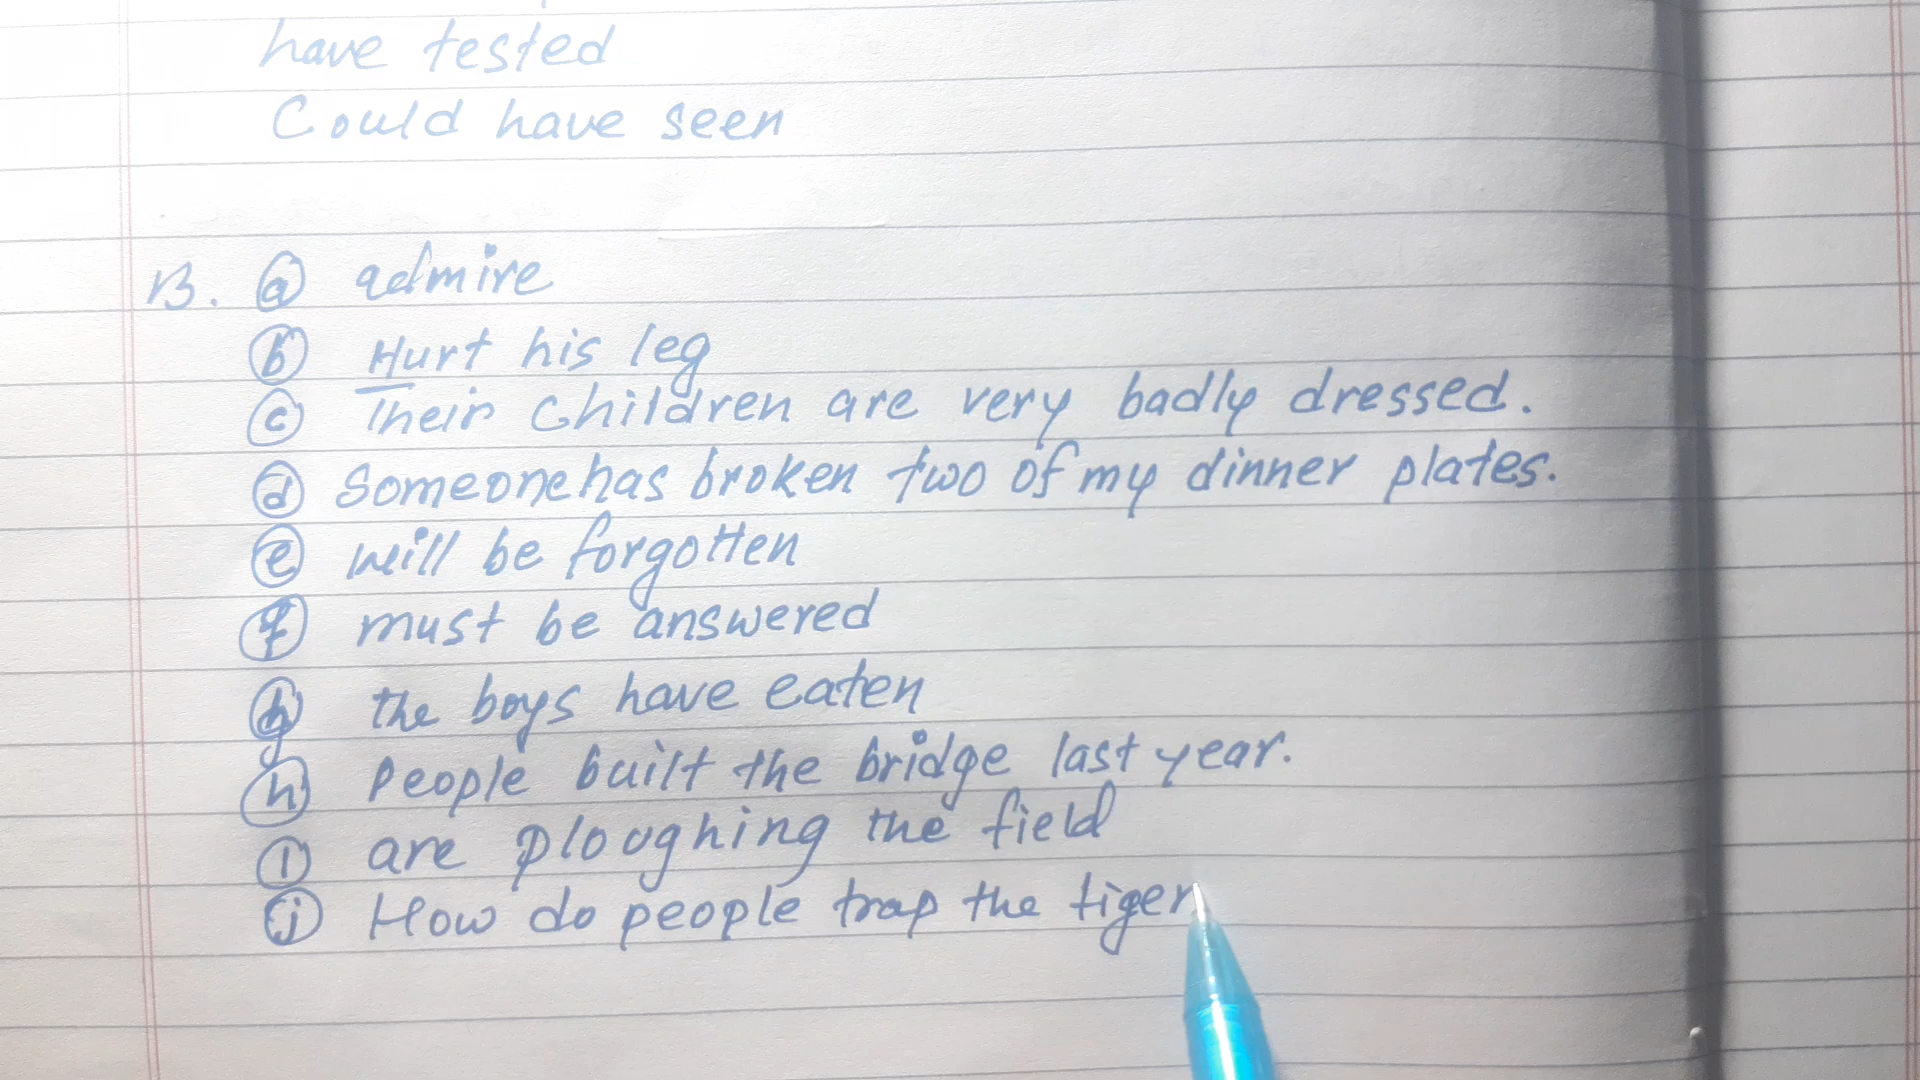 have tested
Could have seen
B. (a) admire
(b) Hurt his leg
(c) Their children are very badly dressed.
(d) Someone has broken two of my dinner plates.
(e) will be forgotten
(f) must be answered
(g) the boys have eaten
(h) People built the bridge last year.
(i) are ploughing the field
(j) How do people trap the tiger